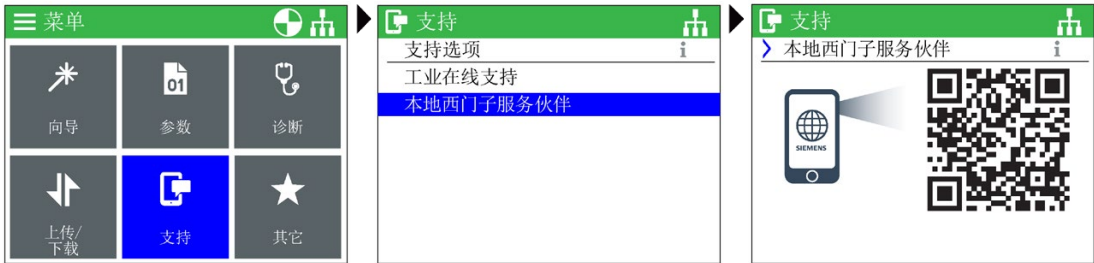 菜单
01
向导
参数
诊断
上传/
下载
支持
其它
支持
支持选项
工业在线支持
本地西门子服务伙伴
支持
本地西门子服务伙伴
SIEMENS